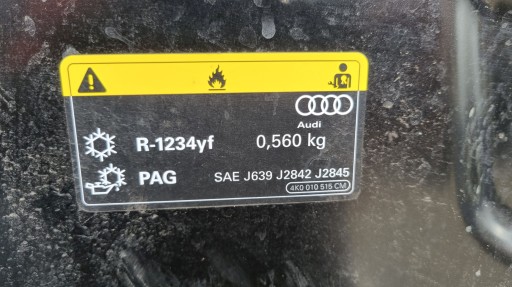 Audi
R-1234yf 0,560 kg
PAG SAE J639 J2842 J2845
4K0 010 515 CM